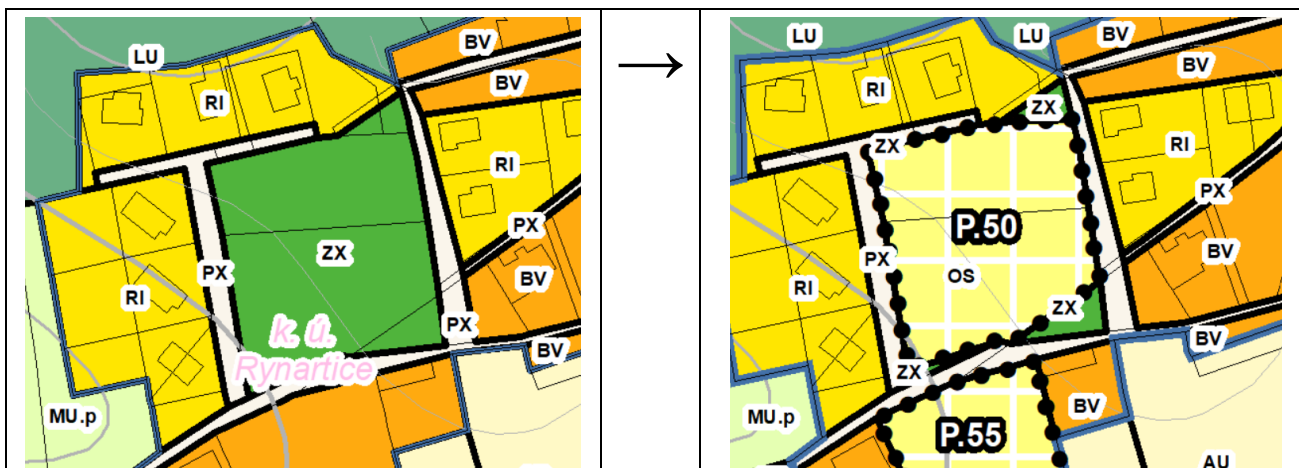 LU
BV
BV
RI
RI
ZX
PX
PX
BV
RI
PX
k. ú.
Rynartice
BV
MU.p
→
LU
LU
BV
BV
RI
ZX
ZX
RI
PX
P.50
BV
PX
OS
RI
ZX
BV
ZX
BV
P.55
AU